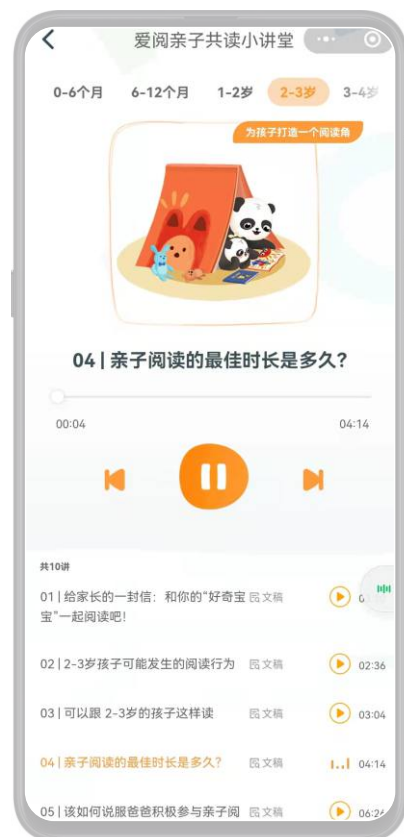 爱阅亲子共读小讲堂
0-6个月 6-12个月 1-2岁 2-3岁 3-4岁
为孩子打造一个阅读角
04 | 亲子阅读的最佳时长是多久？
00:04 04:14
共10讲
01 | 给家长的一封信：和你的“好奇宝 文稿
宝”一起阅读吧！
02 | 2-3岁孩子可能发生的阅读行为 文稿 02:36
03 | 可以跟 2-3岁的孩子这样读 文稿 03:04
04 | 亲子阅读的最佳时长是多久？ 文稿 04:14
05 | 该如何说服爸爸积极参与亲子阅 文稿 06:26